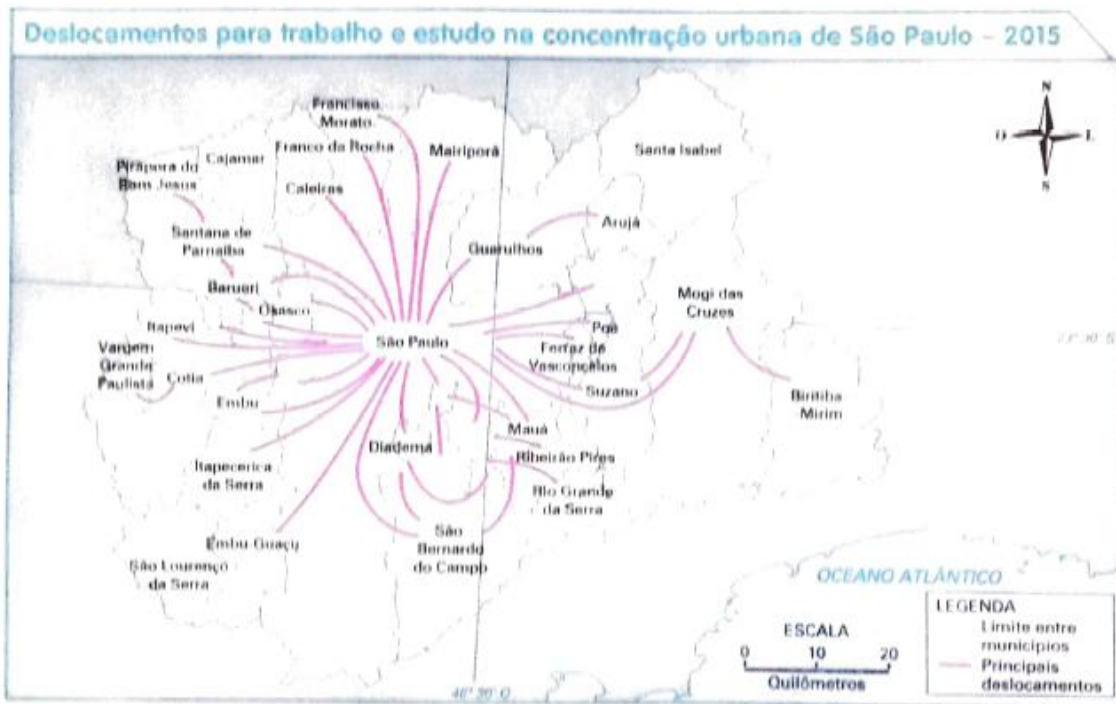 Deslocamentos para trabalho e estudo na concentração urbana de São Paulo – 2015
N
O
L
S
Francisco
Morato
Franco da Rocha
Mairiporã
Santa Isabel
Cajamar
Pirapora do
Bom Jesus
Caieiras
Santana de
Parnaíba
Guarulhos
Arujá
Barueri
Osasco
Mogi das
Cruzes
Itapevi
São Paulo
Poá
Ferraz de
Vasconcelos
Vargem
Grande
Paulista
Cotia
Suzano
Embu
Biritiba
Mirim
Mauá
Diadema
Ribeirão Pires
Itapecerica
da Serra
Rio Grande
da Serra
Embu Guaçu
São
Bernardo
do Campo
São Lourenço
da Serra
OCEANO ATLÂNTICO
ESCALA
0 10 20
Quilômetros
LEGENDA
Limite entre
municípios
Principais
deslocamentos
46° 30' O